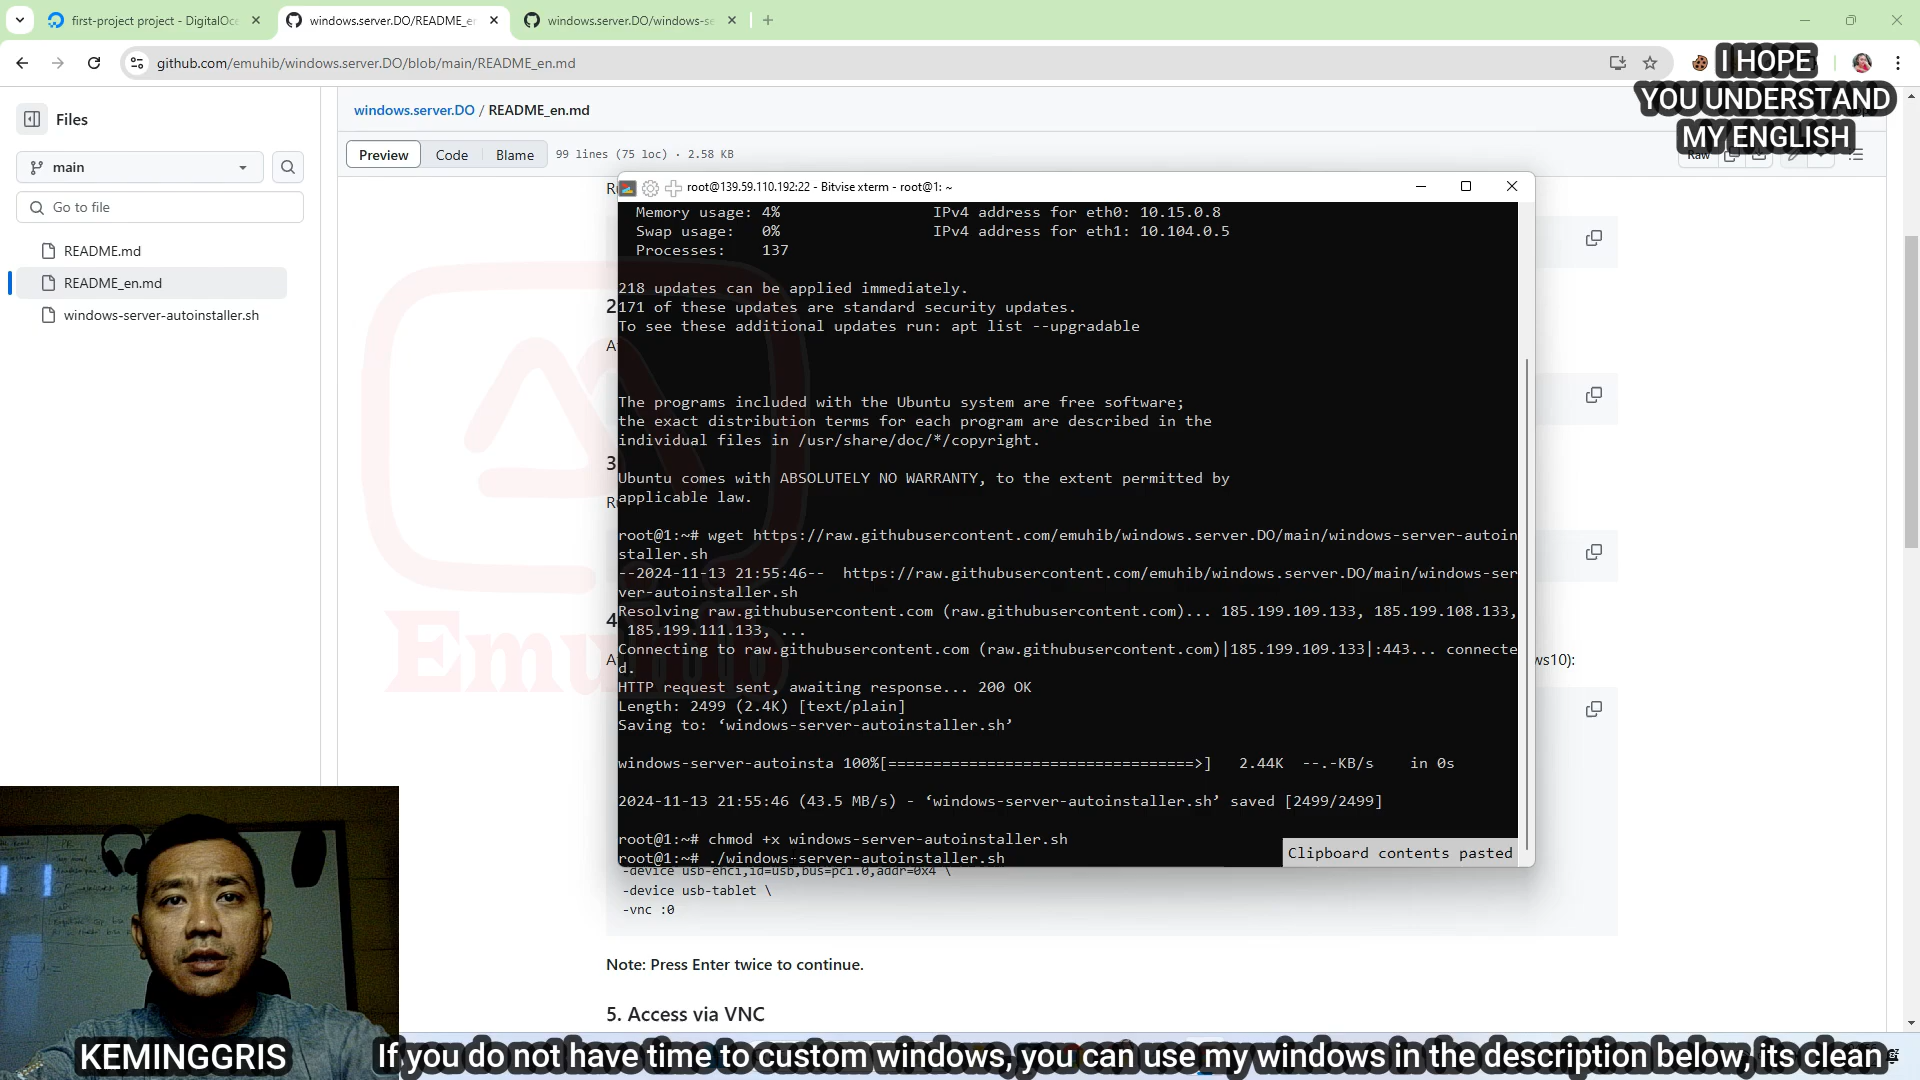 first-project project - DigitalOce
windows.server.DO/README_e
windows.server.DO/windows-se
github.com/emuhib/windows.server.DO/blob/main/README_en.md
I HOPE
YOU UNDERSTAND
MY ENGLISH
Files
windows.server.DO / README_en.md
main
Preview Code Blame 99 lines (75 loc) · 2.58 KB
Raw
Go to file
README.md
README_en.md
windows-server-autoinstaller.sh
root@139.59.110.192:22 - Bitvise xterm - root@1: ~
Memory usage: 4% IPv4 address for eth0: 10.15.0.8
Swap usage: 0% IPv4 address for eth1: 10.104.0.5
Processes: 137
218 updates can be applied immediately.
171 of these updates are standard security updates.
To see these additional updates run: apt list --upgradable
The programs included with the Ubuntu system are free software;
the exact distribution terms for each program are described in the
individual files in /usr/share/doc/*/copyright.
Ubuntu comes with ABSOLUTELY NO WARRANTY, to the extent permitted by
applicable law.
root@1:~# wget https://raw.githubusercontent.com/emuhib/windows.server.DO/main/windows-server-autoin
staller.sh
--2024-11-13 21:55:46-- https://raw.githubusercontent.com/emuhib/windows.server.DO/main/windows-ser
ver-autoinstaller.sh
Resolving raw.githubusercontent.com (raw.githubusercontent.com)... 185.199.109.133, 185.199.108.133,
185.199.111.133, ...
Connecting to raw.githubusercontent.com (raw.githubusercontent.com)|185.199.109.133|:443... connecte
d.
HTTP request sent, awaiting response... 200 OK
Length: 2499 (2.4K) [text/plain]
Saving to: ‘windows-server-autoinstaller.sh’
windows-server-autoinsta 100%[==================================>] 2.44K --.-KB/s in 0s
2024-11-13 21:55:46 (43.5 MB/s) - ‘windows-server-autoinstaller.sh’ saved [2499/2499]
root@1:~# chmod +x windows-server-autoinstaller.sh
root@1:~# ./windows-server-autoinstaller.sh
Clipboard contents pasted
2
3
4
ws10):
Emuhib
-device usb-ehci,id=usb,bus=pci.0,addr=0x4 \
-device usb-tablet \
-vnc :0
Note: Press Enter twice to continue.
5. Access via VNC
KEMINGGRIS
If you do not have time to custom windows, you can use my windows in the description below, its clean